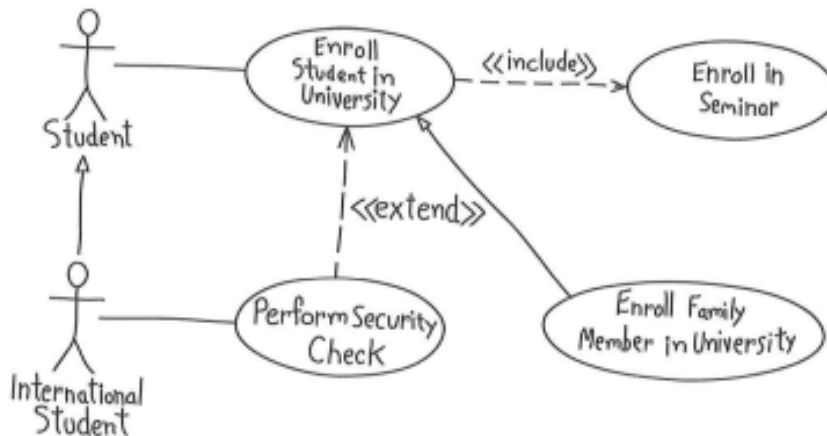 Enroll
Student in
University
<<include>>
Enroll in
Seminar
Student
<<extend>>
Perform Security
Check
Enroll Family
Member in University
International
Student